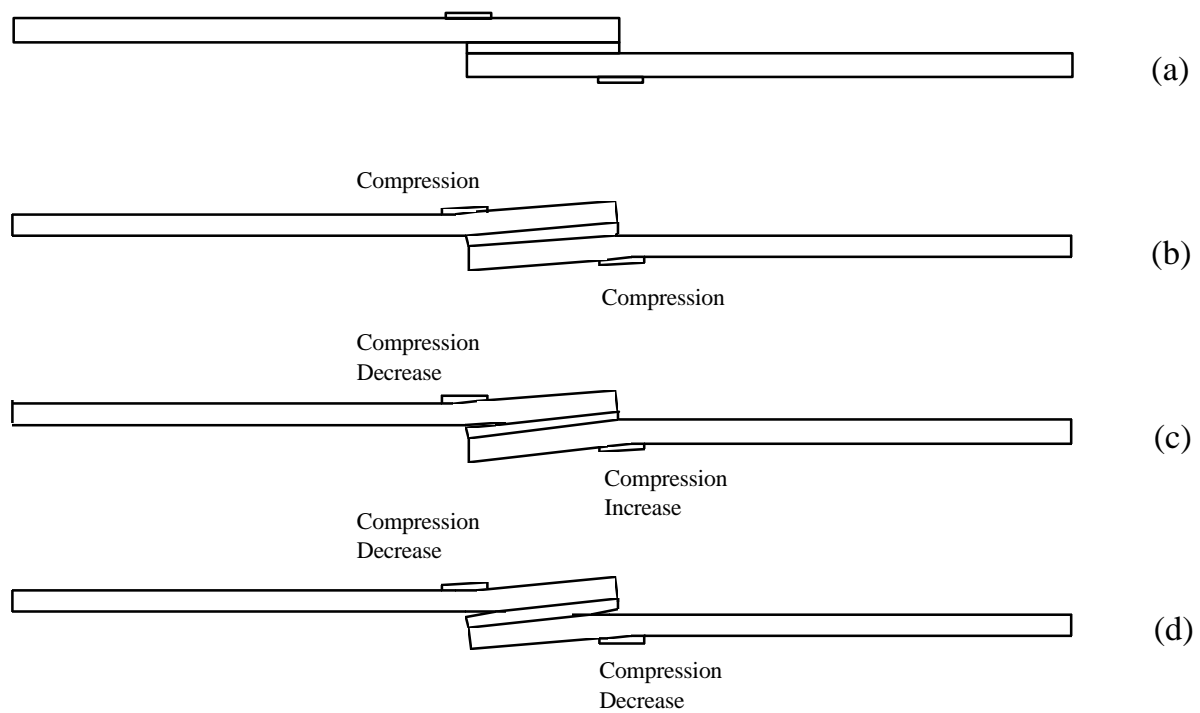 (a)
Compression
(b)
Compression
Compression
Decrease
(c)
Compression
Increase
Compression
Decrease
(d)
Compression
Decrease